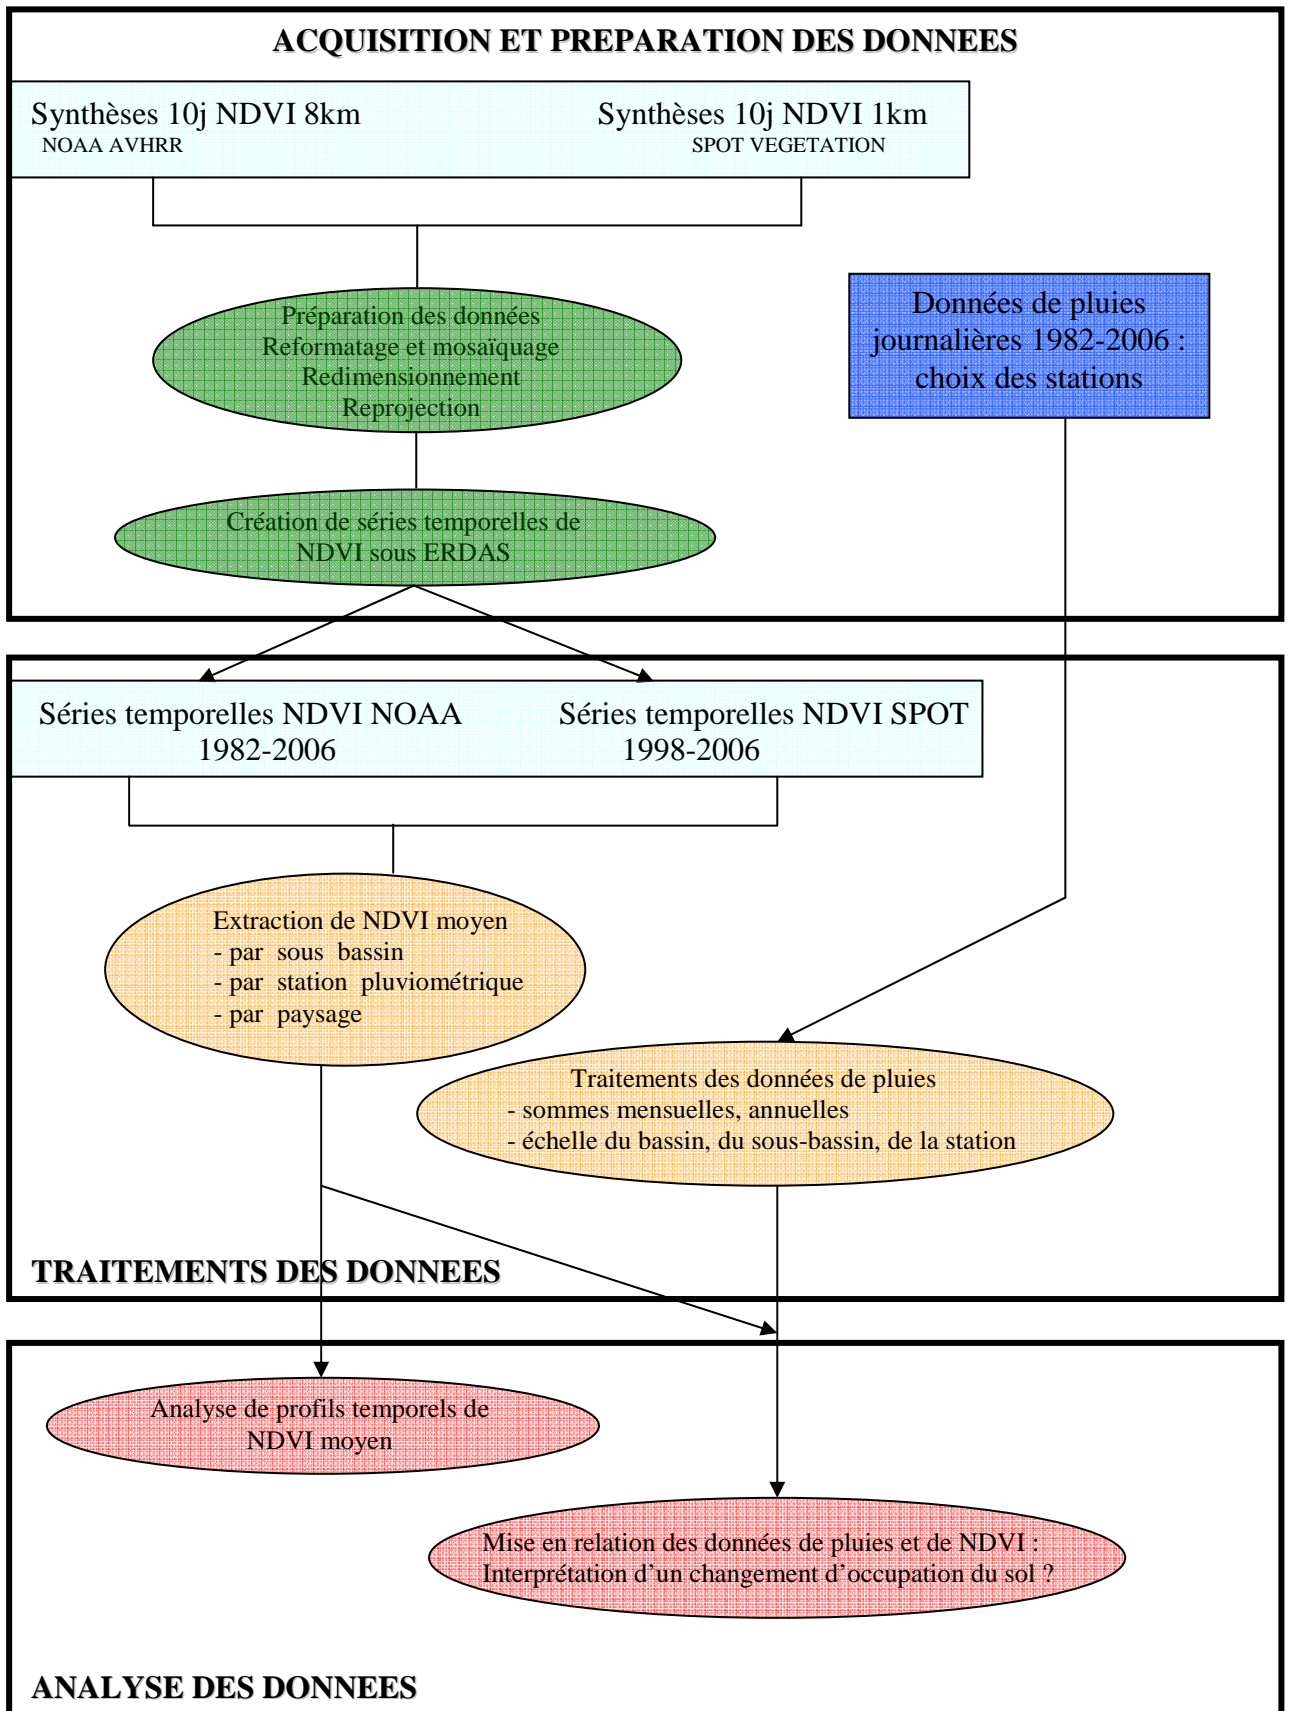 ACQUISITION ET PREPARATION DES DONNEES
Synthèses 10j NDVI 8km
NOAA AVHRR
Synthèses 10j NDVI 1km
SPOT VEGETATION
Préparation des données
Reformatage et mosaïquage
Redimensionnement
Reprojection
Données de pluies
journalières 1982-2006 :
choix des stations
Création de séries temporelles de
NDVI sous ERDAS
Séries temporelles NDVI NOAA
1982-2006
Séries temporelles NDVI SPOT
1998-2006
Extraction de NDVI moyen
- par sous bassin
- par station pluviométrique
- par paysage
Traitements des données de pluies
- sommes mensuelles, annuelles
- échelle du bassin, du sous-bassin, de la station
TRAITEMENTS DES DONNEES
Analyse de profils temporels de
NDVI moyen
Mise en relation des données de pluies et de NDVI :
Interprétation d’un changement d’occupation du sol ?
ANALYSE DES DONNEES